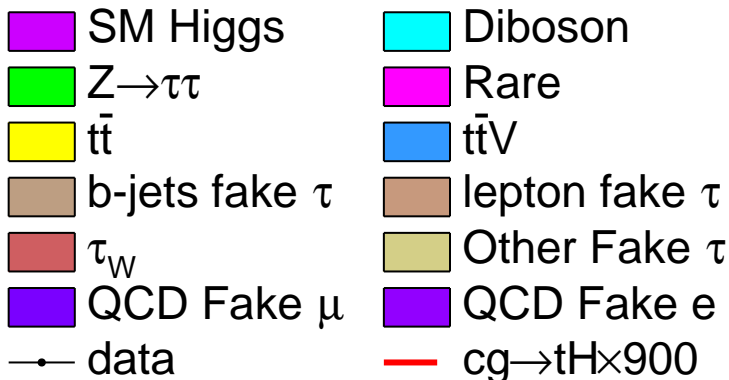 SM Higgs Diboson
Z→ττ Rare
tt̄ tt̄V
b-jets fake τ lepton fake τ
τ_W Other Fake τ
QCD Fake μ QCD Fake e
data cg→tH×900